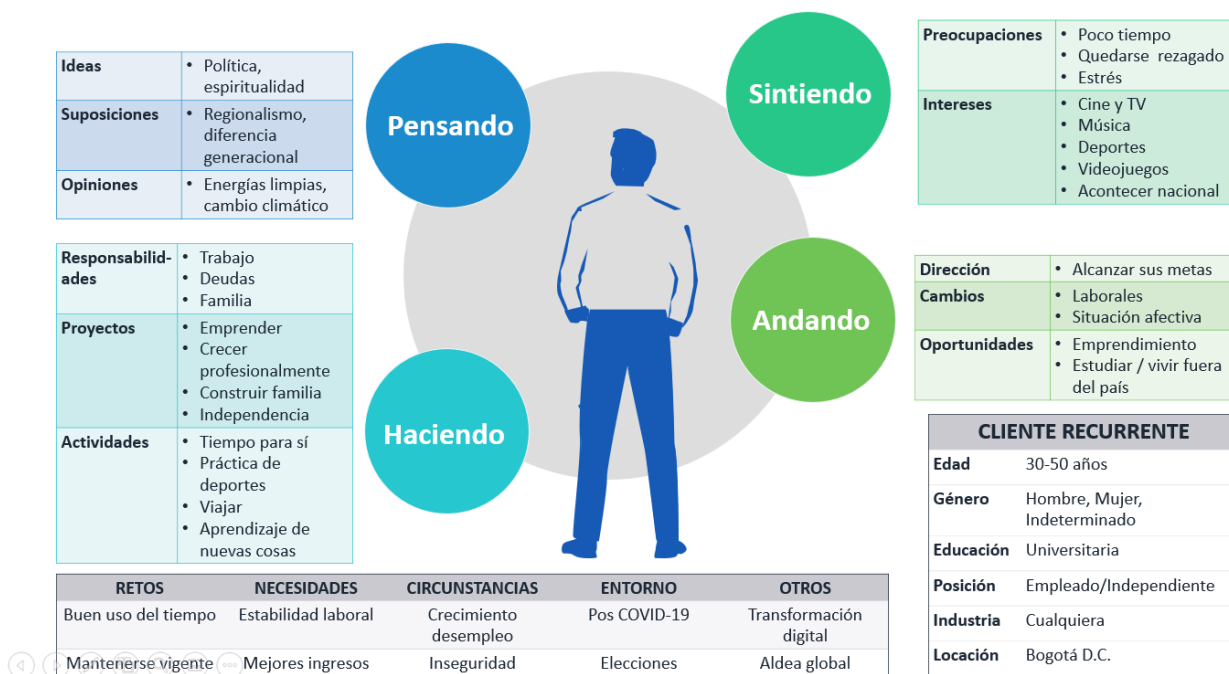 Ideas
• Política,
espiritualidad
Suposiciones
• Regionalismo,
diferencia
generacional
Opiniones
• Energías limpias,
cambio climático
Pensando
Sintiendo
Preocupaciones
• Poco tiempo
• Quedarse rezagado
• Estrés
Intereses
• Cine y TV
• Música
• Deportes
• Videojuegos
• Acontecer nacional
Responsabilid-
ades
• Trabajo
• Deudas
• Familia
Proyectos
• Emprender
• Crecer
profesionalmente
• Construir familia
• Independencia
Actividades
• Tiempo para sí
• Práctica de
deportes
• Viajar
• Aprendizaje de
nuevas cosas
Haciendo
Andando
Dirección
• Alcanzar sus metas
Cambios
• Laborales
• Situación afectiva
Oportunidades
• Emprendimiento
• Estudiar / vivir fuera
del país
CLIENTE RECURRENTE
Edad 30-50 años
Género Hombre, Mujer,
Indeterminado
Educación Universitaria
Posición Empleado/Independiente
Industria Cualquiera
Locación Bogotá D.C.
RETOS NECESIDADES CIRCUNSTANCIAS ENTORNO OTROS
Buen uso del tiempo Estabilidad laboral Crecimiento Pos COVID-19 Transformación
desempleo digital
Mantenerse vigente Mejores ingresos Inseguridad Elecciones Aldea global